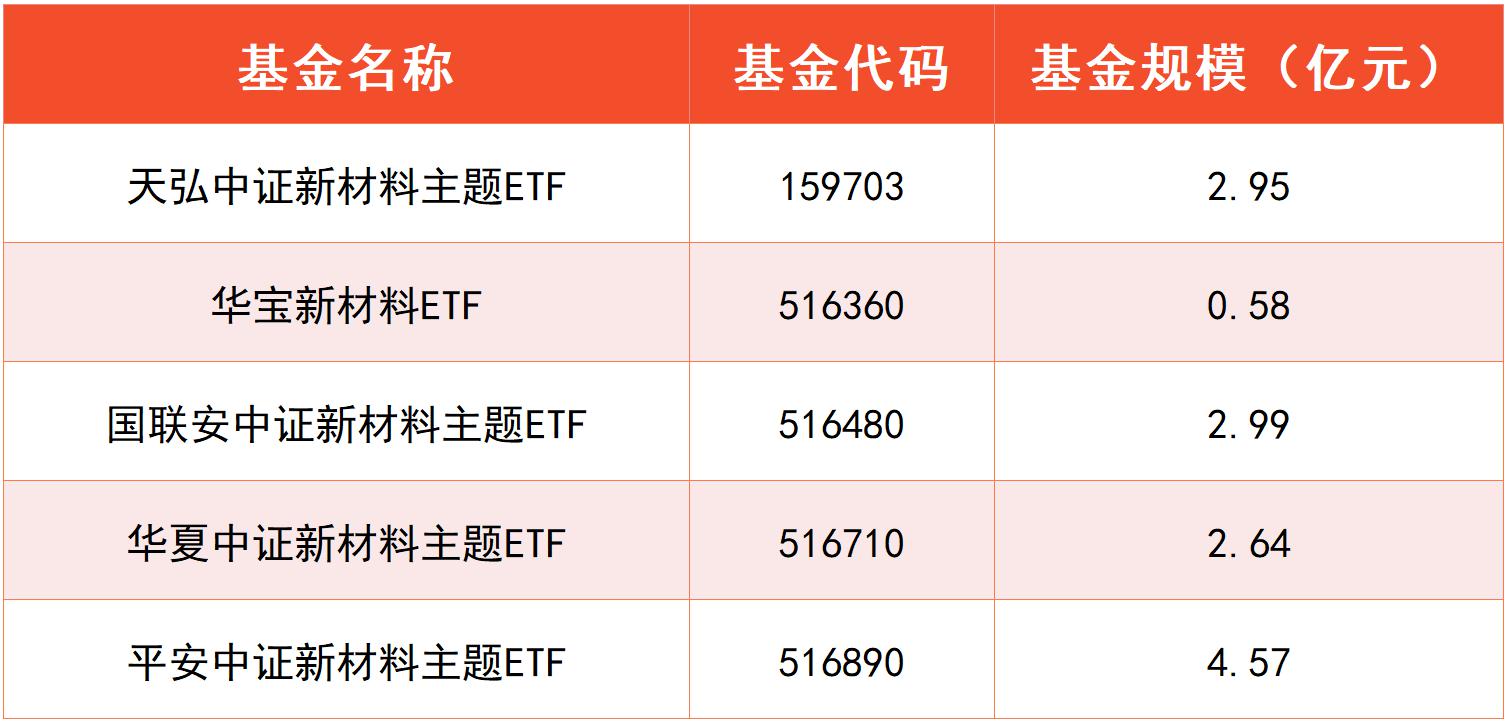 基金名称 基金代码 基金规模（亿元）
天弘中证新材料主题ETF 159703 2.95
华宝新材料ETF 516360 0.58
国联安中证新材料主题ETF 516480 2.99
华夏中证新材料主题ETF 516710 2.64
平安中证新材料主题ETF 516890 4.57